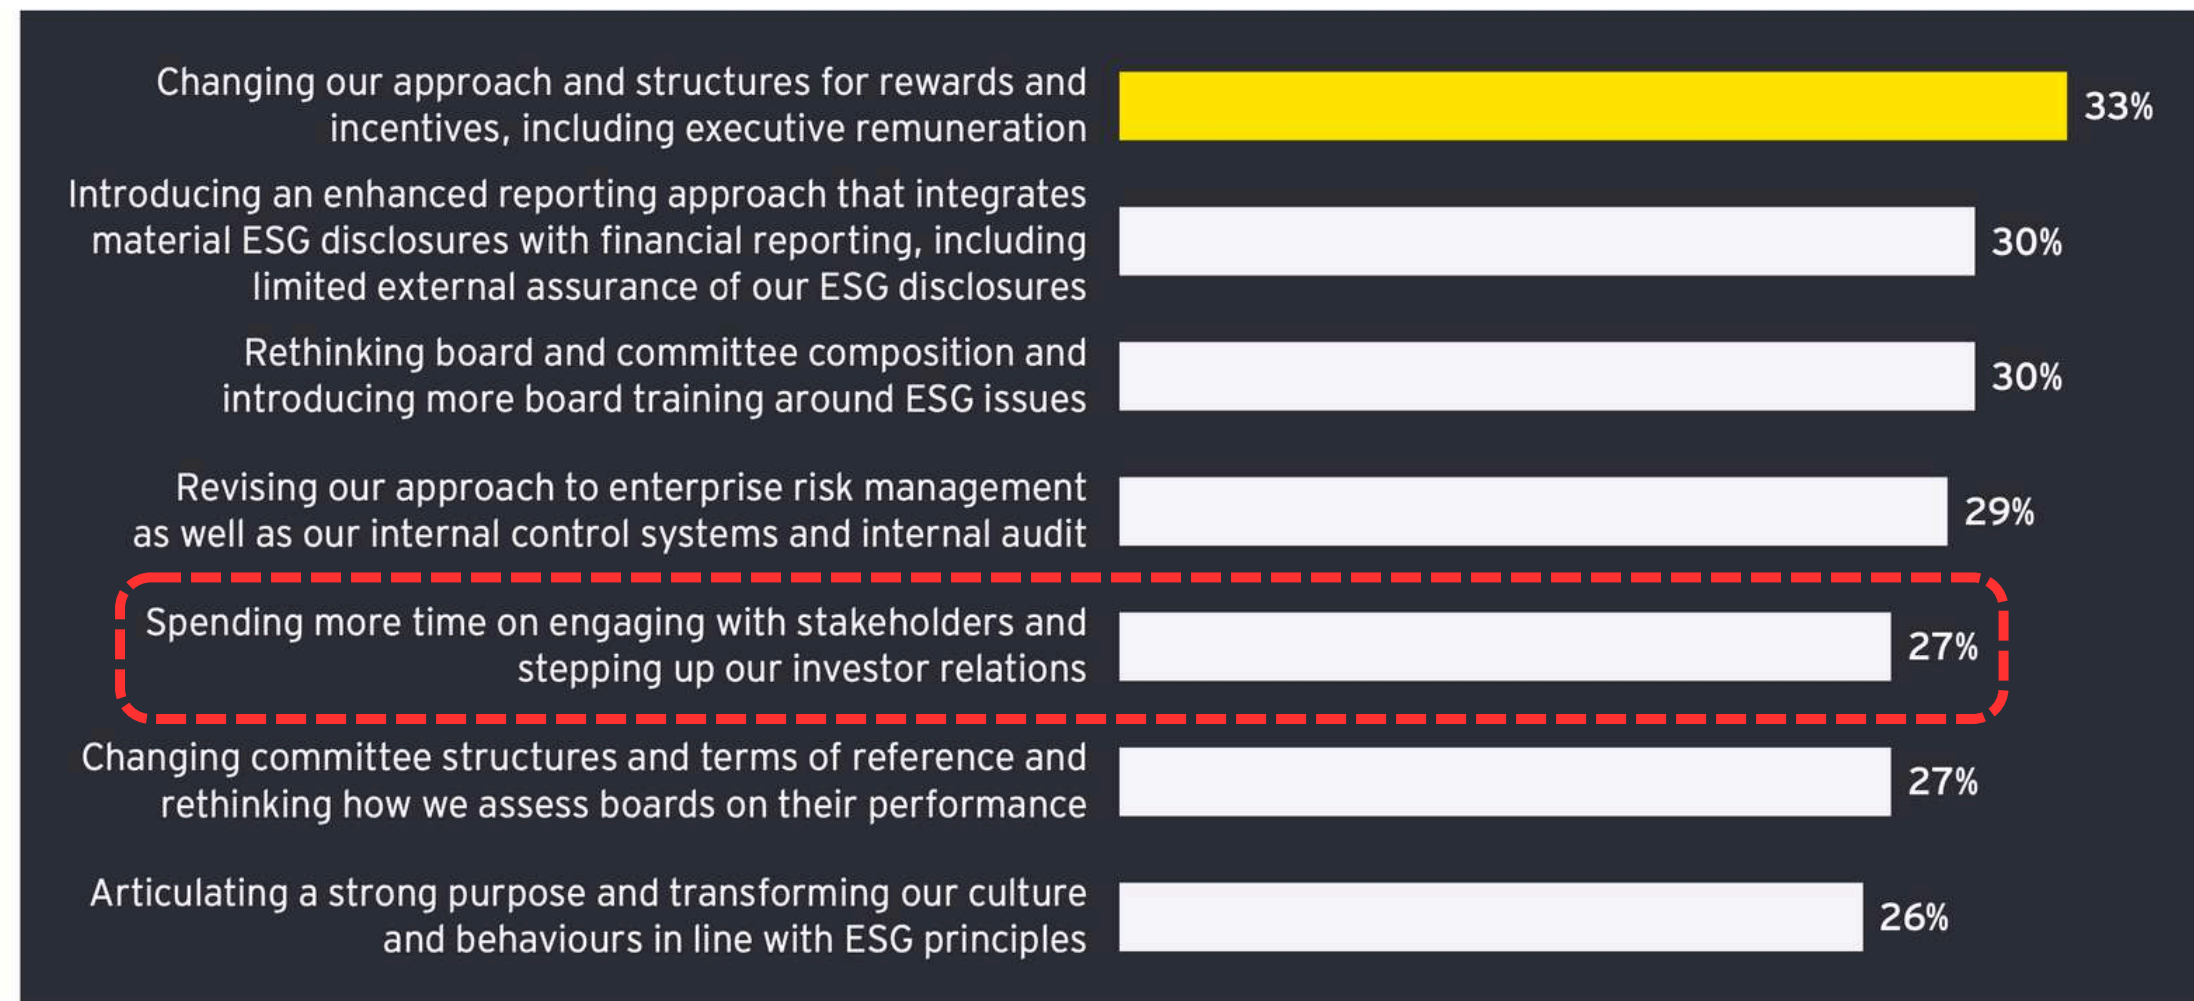 Changing our approach and structures for rewards and
incentives, including executive remuneration
33%
Introducing an enhanced reporting approach that integrates
material ESG disclosures with financial reporting, including
limited external assurance of our ESG disclosures
30%
Rethinking board and committee composition and
introducing more board training around ESG issues
30%
Revising our approach to enterprise risk management
as well as our internal control systems and internal audit
29%
Spending more time on engaging with stakeholders and
stepping up our investor relations
27%
Changing committee structures and terms of reference and
rethinking how we assess boards on their performance
27%
Articulating a strong purpose and transforming our culture
and behaviours in line with ESG principles
26%